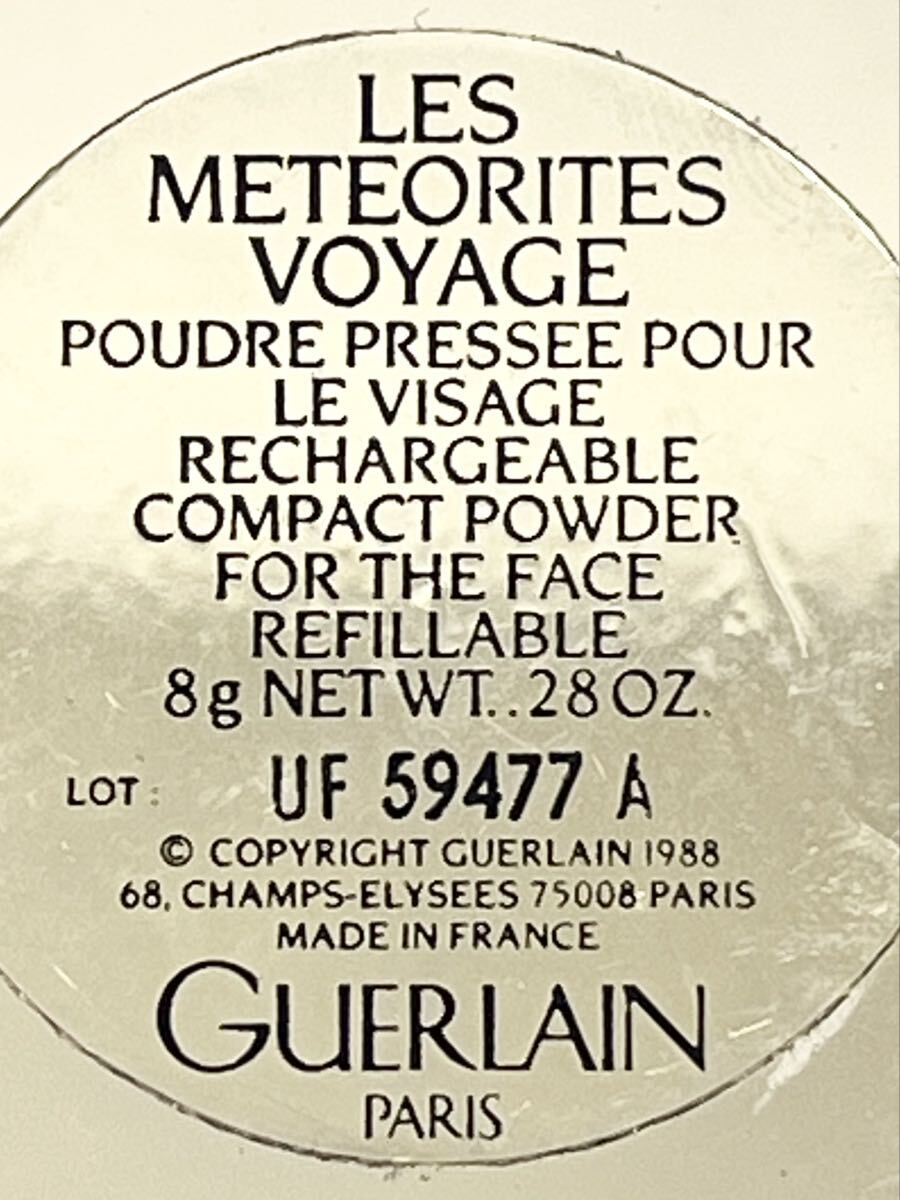 LES
METEORITES
VOYAGE
POUDRE PRESSEE POUR
LE VISAGE
RECHARGEABLE
COMPACT POWDER
FOR THE FACE
REFILLABLE
8g NET WT..28 OZ.
LOT: UF 59477 A
© COPYRIGHT GUERLAIN 1988
68, CHAMPS-ELYSEES 75008 PARIS
MADE IN FRANCE
GUERLAIN
PARIS